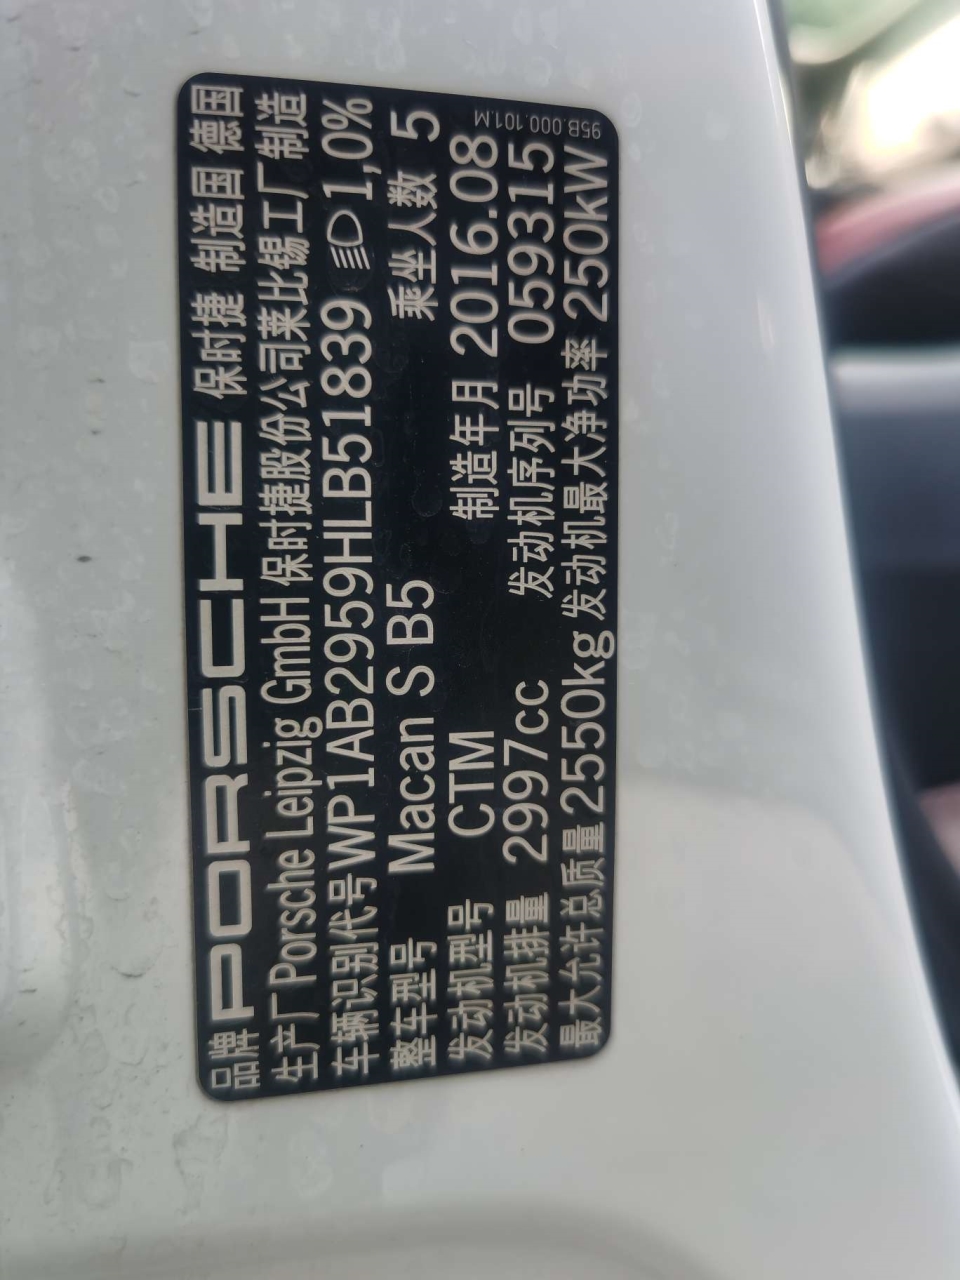 品牌 PORSCHE 保时捷 制造国 德国
生产厂 Porsche Leipzig GmbH 保时捷股份公司莱比锡工厂制造
车辆识别代号 WP1AB2959HLB51839 1,0%
整车型号 Macan S B5 乘坐人数 5
发动机型号 CTM 制造年月 2016.08
发动机排量 2997cc 发动机序列号 059315
最大允许总质量 2550kg 发动机最大净功率 250kW
95B.000.101.M